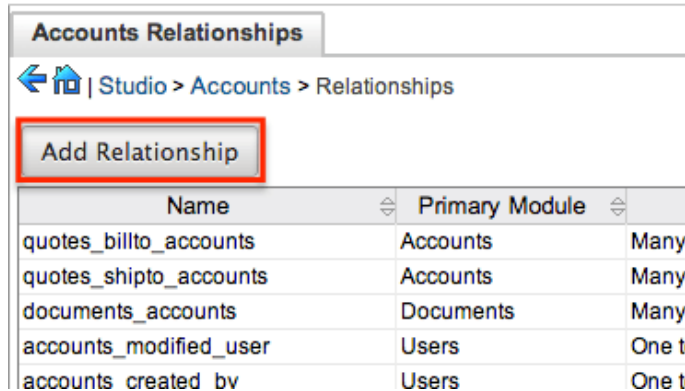 Accounts Relationships
| Studio > Accounts > Relationships
Add Relationship
Name Primary Module
quotes_billto_accounts Accounts Many
quotes_shipto_accounts Accounts Many
documents_accounts Documents Many
accounts_modified_user Users One t
accounts_created_by Users One t